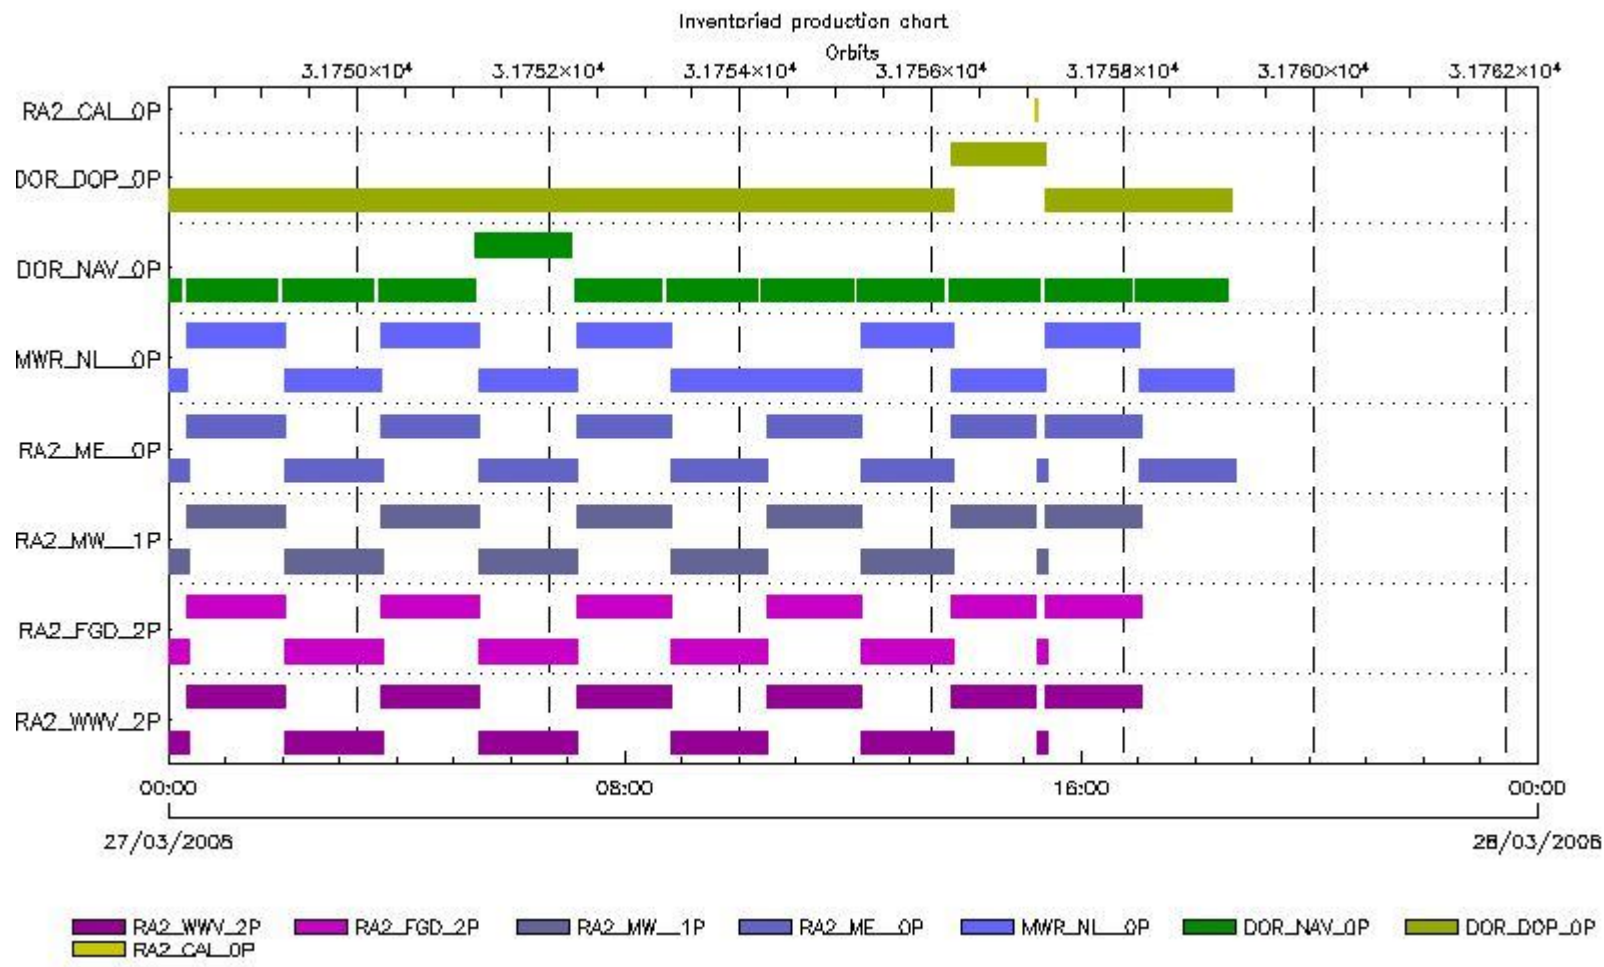 Inventoried production chart
Orbits
3.1750×10⁴ 3.1752×10⁴ 3.1754×10⁴ 3.1756×10⁴ 3.1758×10⁴ 3.1760×10⁴ 3.1762×10⁴
RA2_CAL_0P
DOR_DOP_0P
DOR_NAV_0P
MWR_NL__0P
RA2_ME__0P
RA2_MW__1P
RA2_FGD_2P
RA2_WWV_2P
00:00 08:00 16:00 00:00
27/03/2008 28/03/2008
RA2_WWV_2P RA2_FGD_2P RA2_MW__1P RA2_ME__0P MWR_NL__0P DOR_NAV_0P DOR_DOP_0P
RA2_CAL_0P